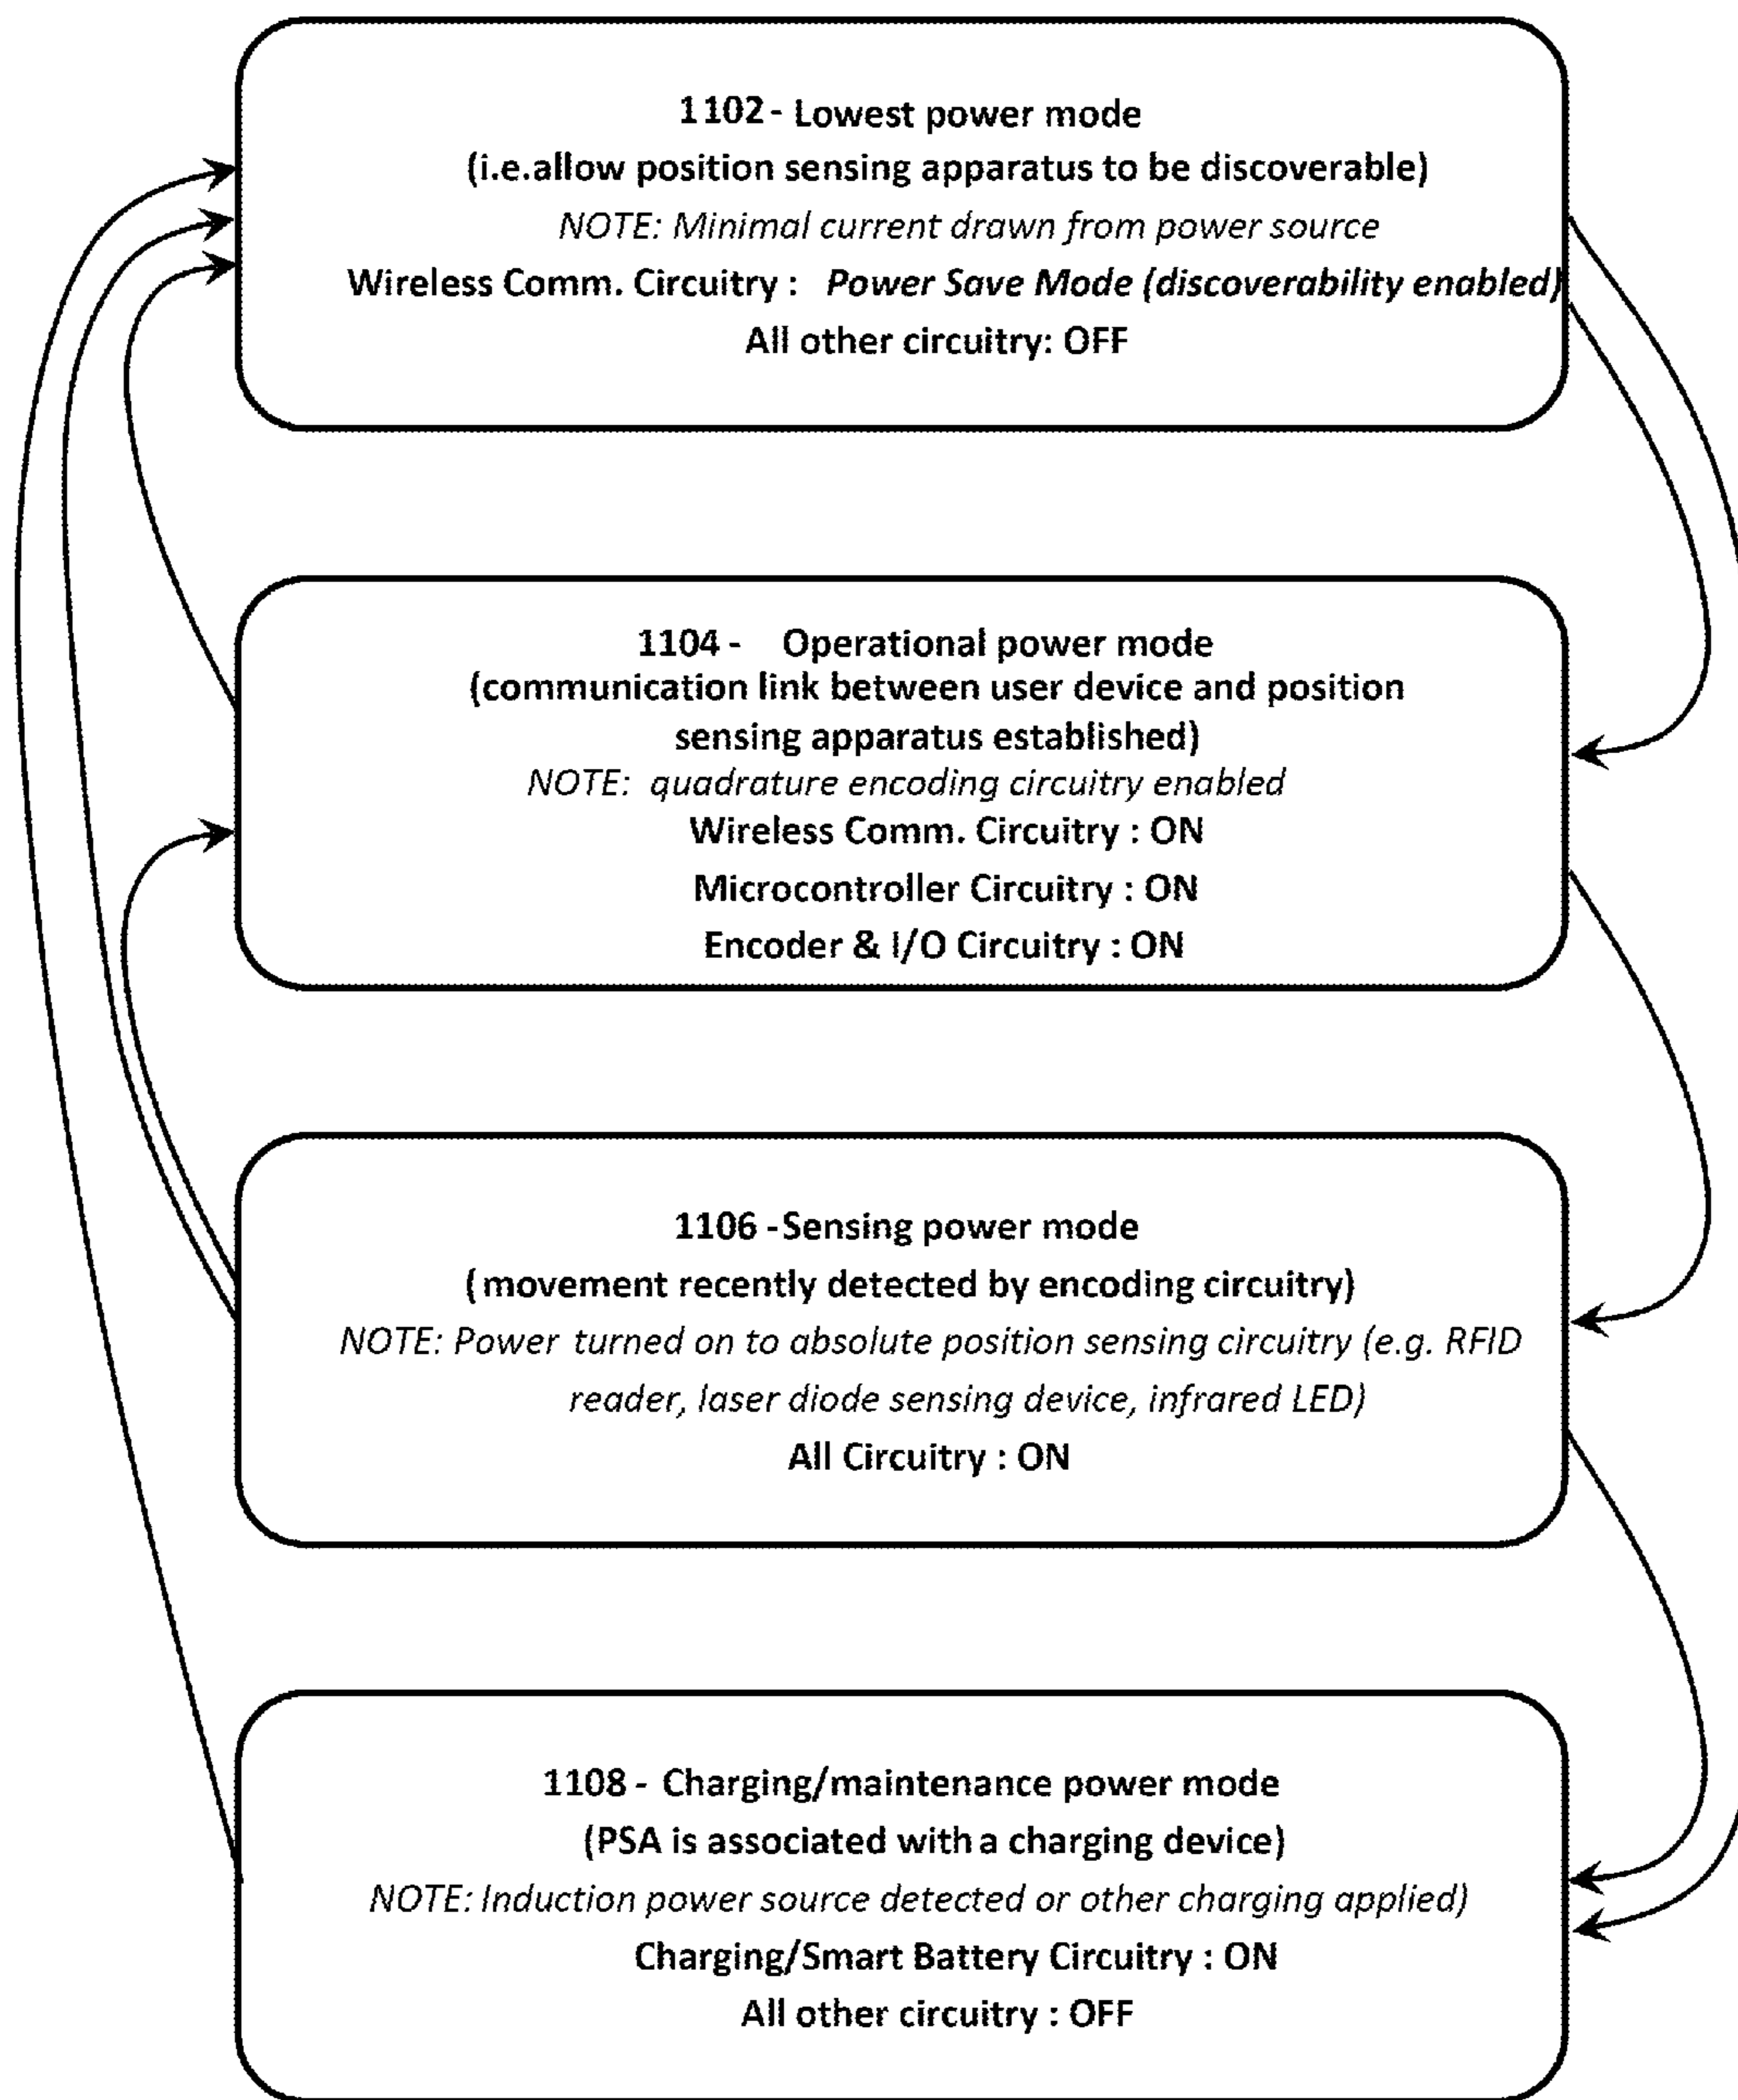 1102 - Lowest power mode
(i.e.allow position sensing apparatus to be discoverable)
NOTE: Minimal current drawn from power source
Wireless Comm. Circuitry : Power Save Mode (discoverability enabled)
All other circuitry: OFF
1104 - Operational power mode
(communication link between user device and position
sensing apparatus established)
NOTE: quadrature encoding circuitry enabled
Wireless Comm. Circuitry : ON
Microcontroller Circuitry : ON
Encoder & I/O Circuitry : ON
1106 - Sensing power mode
(movement recently detected by encoding circuitry)
NOTE: Power turned on to absolute position sensing circuitry (e.g. RFID
reader, laser diode sensing device, infrared LED)
All Circuitry : ON
1108 - Charging/maintenance power mode
(PSA is associated with a charging device)
NOTE: Induction power source detected or other charging applied)
Charging/Smart Battery Circuitry : ON
All other circuitry : OFF